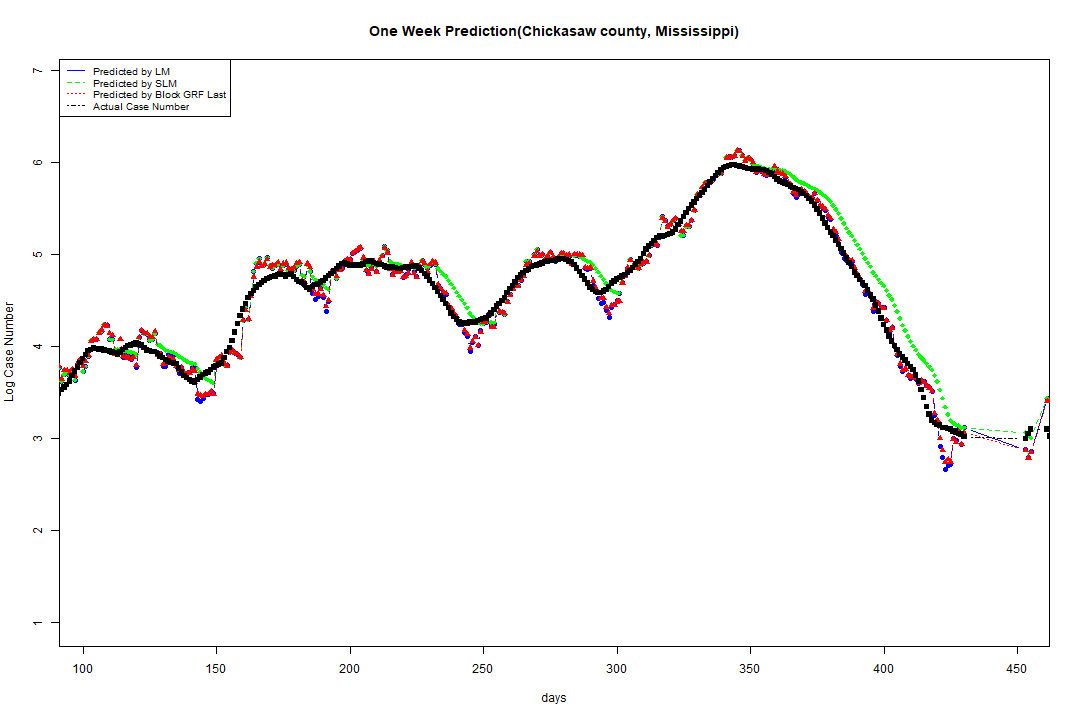 One Week Prediction(Chickasaw county, Mississippi)
Predicted by LM
Predicted by SLM
Predicted by Block GRF Last
Actual Case Number
7
6
5
4
3
2
1
Log Case Number
100 150 200 250 300 350 400 450
days